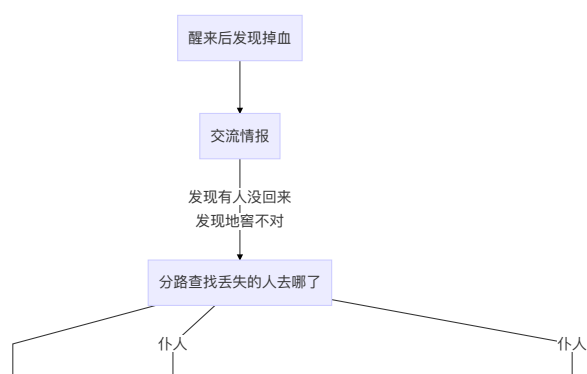 醒来后发现掉血
交流情报
发现有人没回来
发现地窖不对
分路查找丢失的人去哪了
仆人
仆人